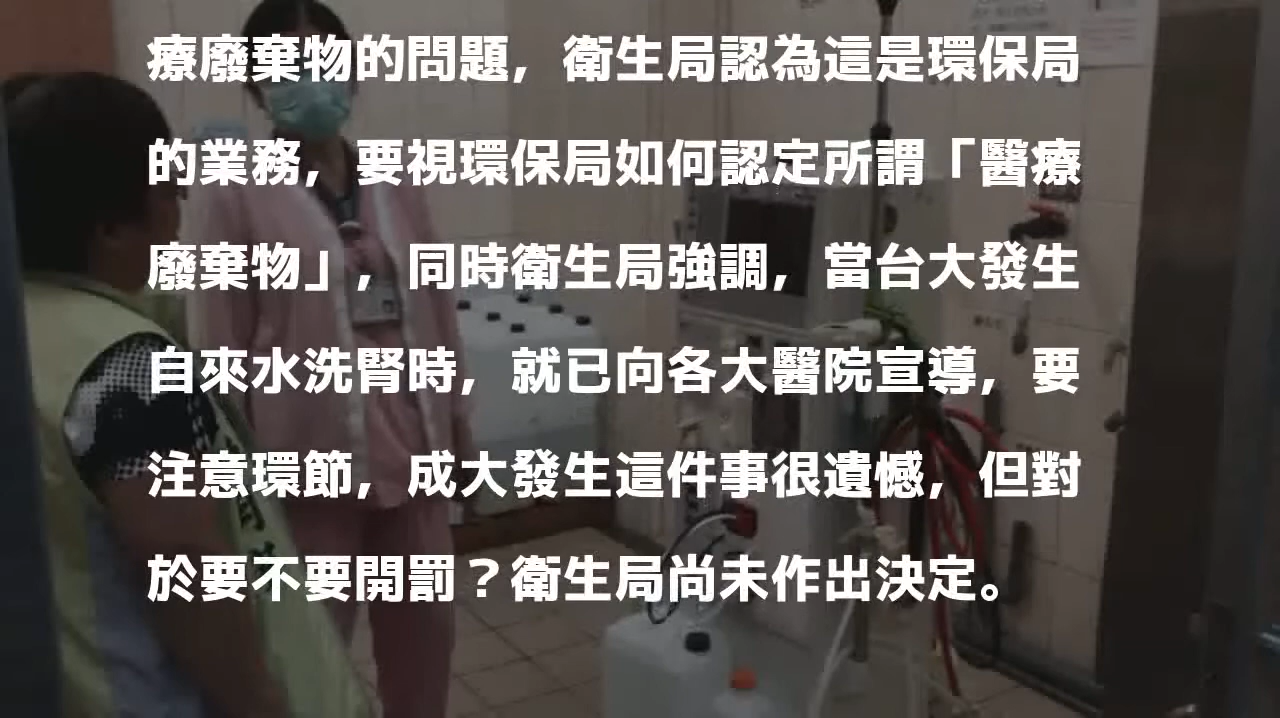 療廢棄物的問題，衛生局認為這是環保局
的業務，要視環保局如何認定所謂「醫療
廢棄物」，同時衛生局強調，當台大發生
自來水洗腎時，就已向各大醫院宣導，要
注意環節，成大發生這件事很遺憾，但對
於要不要開罰？衛生局尚未作出決定。